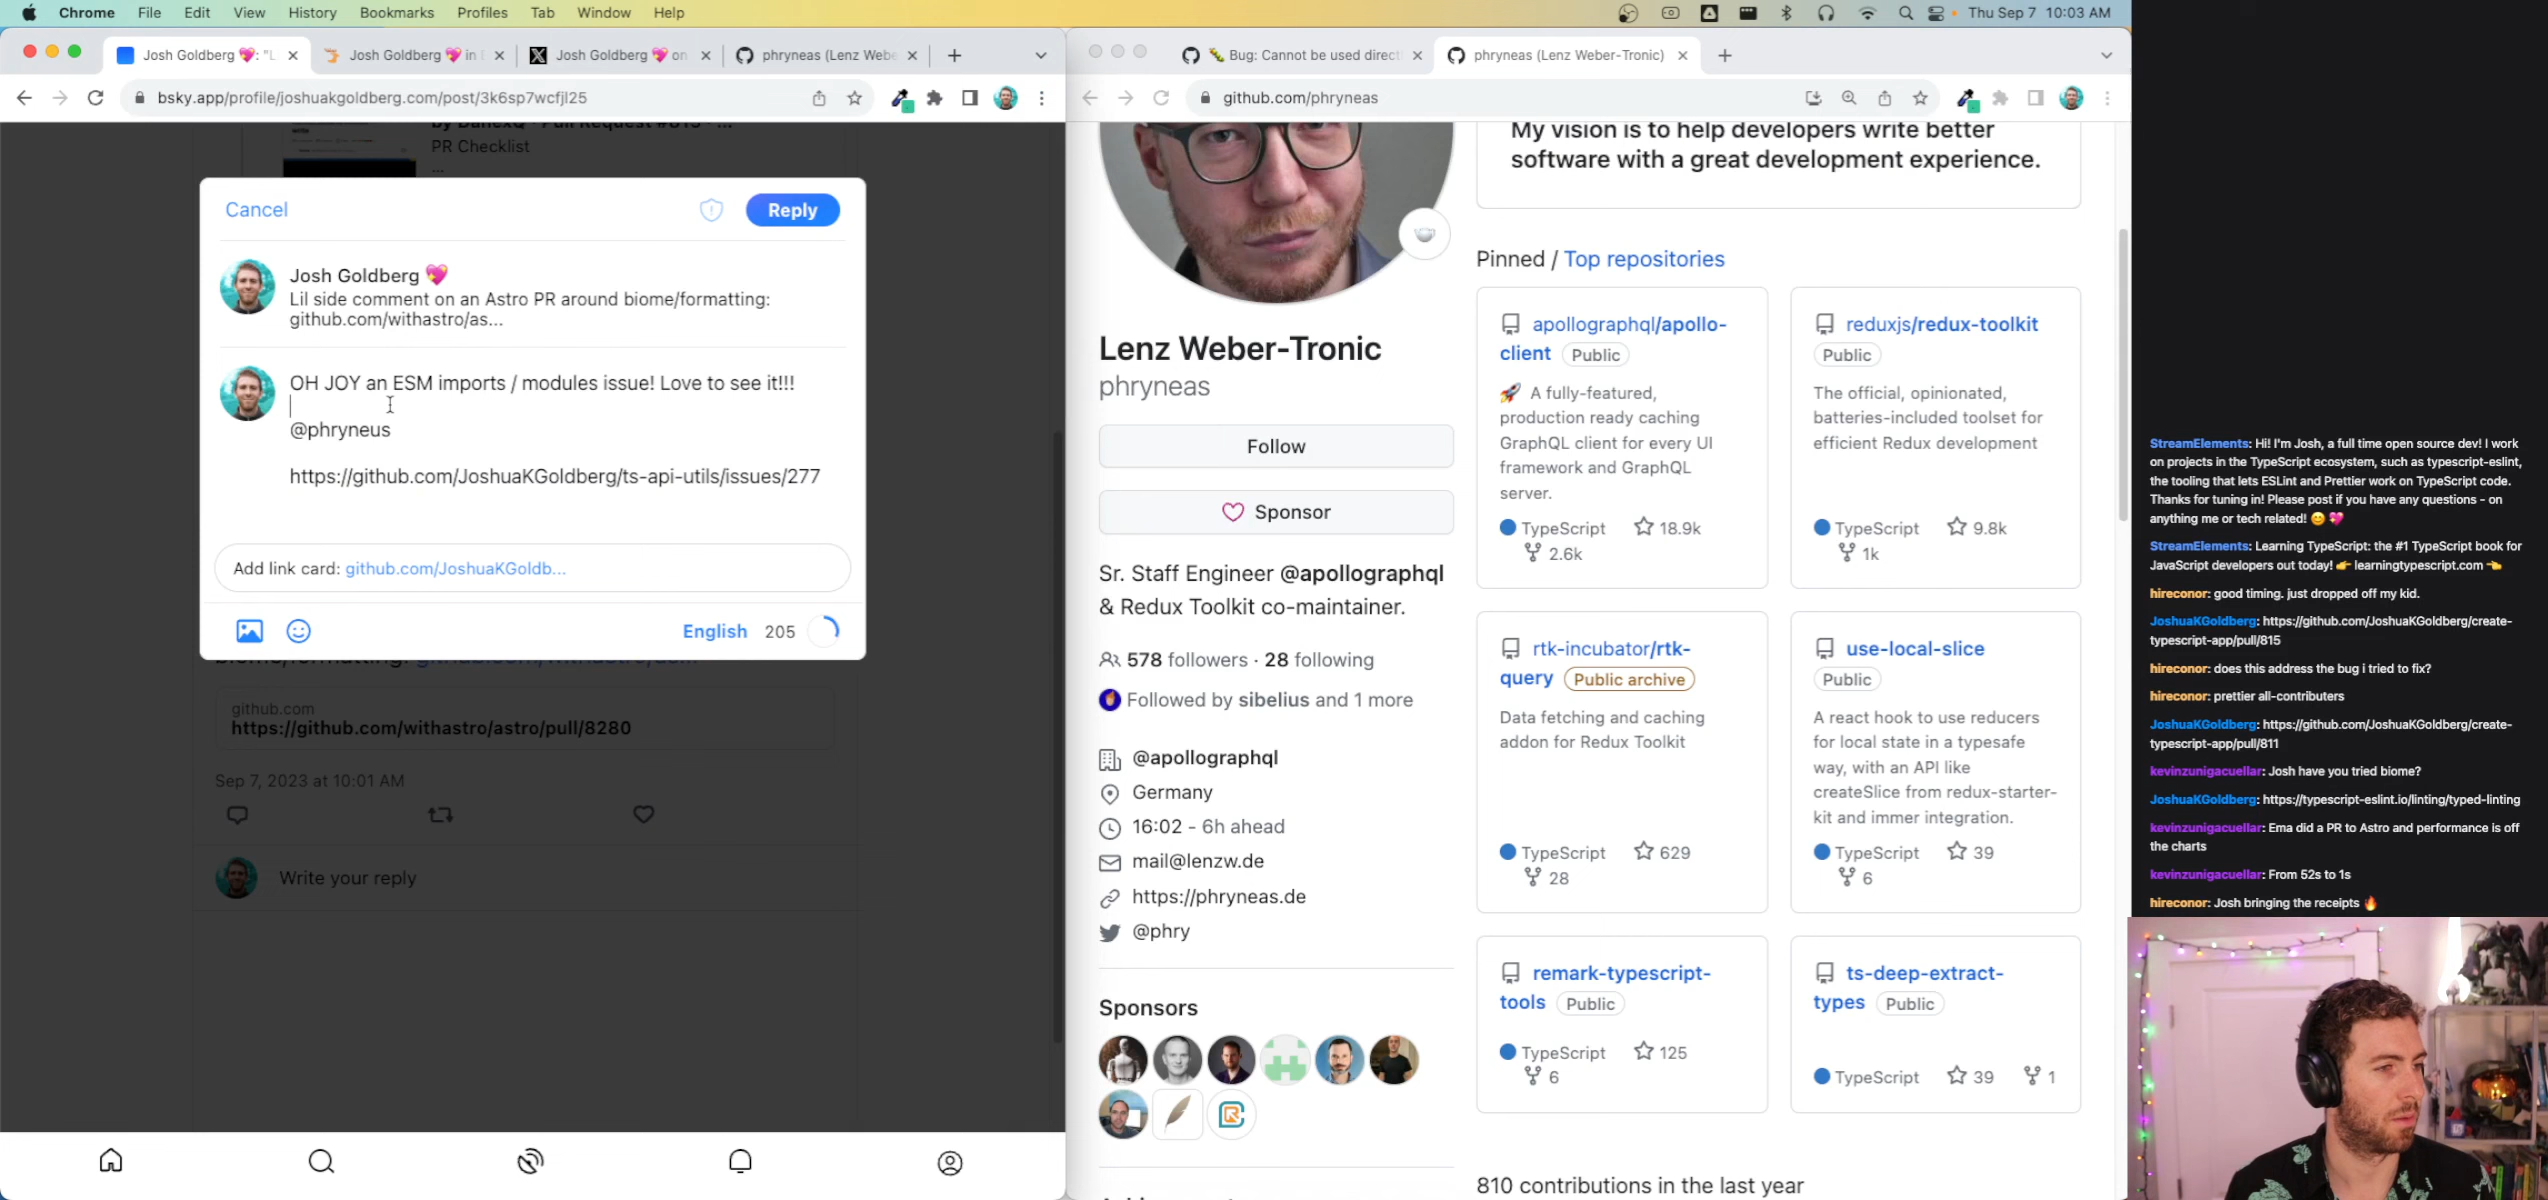 Chrome File Edit View History Bookmarks Profiles Tab Window Help
Thu Sep 7 10:03 AM
Josh Goldberg 💖: "L
Josh Goldberg 💖 in
Josh Goldberg 💖 on
phryneas (Lenz Webe
bsky.app/profile/joshuakgoldberg.com/post/3k6sp7wcfjl25
PR Checklist
...
Cancel
Reply
Josh Goldberg 💖
Lil side comment on an Astro PR around biome/formatting:
github.com/withastro/as...
OH JOY an ESM imports / modules issue! Love to see it!!!
@phryneus
https://github.com/JoshuaKGoldberg/ts-api-utils/issues/277
Add link card: github.com/JoshuaKGoldb...
English 205
github.com
https://github.com/withastro/astro/pull/8280
Sep 7, 2023 at 10:01 AM
Write your reply
🐛 Bug: Cannot be used direct
phryneas (Lenz Weber-Tronic)
github.com/phryneas
My vision is to help developers write better
software with a great development experience.
Lenz Weber-Tronic
phryneas
Follow
Sponsor
Sr. Staff Engineer @apollographql
& Redux Toolkit co-maintainer.
578 followers · 28 following
Followed by sibelius and 1 more
@apollographql
Germany
16:02 - 6h ahead
mail@lenzw.de
https://phryneas.de
@phry
Sponsors
Pinned / Top repositories
apollographql/apollo-
client Public
🚀 A fully-featured,
production ready caching
GraphQL client for every UI
framework and GraphQL
server.
TypeScript 18.9k
2.6k
reduxjs/redux-toolkit
Public
The official, opinionated,
batteries-included toolset for
efficient Redux development
TypeScript 9.8k
1k
rtk-incubator/rtk-
query Public archive
Data fetching and caching
addon for Redux Toolkit
TypeScript 629
28
use-local-slice
Public
A react hook to use reducers
for local state in a typesafe
way, with an API like
createSlice from redux-starter-
kit and immer integration.
TypeScript 39
6
remark-typescript-
tools Public
TypeScript 125
6
ts-deep-extract-
types Public
TypeScript 39 1
810 contributions in the last year
StreamElements: Hi! I'm Josh, a full time open source dev! I work
on projects in the TypeScript ecosystem, such as typescript-eslint,
the tooling that lets ESLint and Prettier work on TypeScript code.
Thanks for tuning in! Please post if you have any questions - on
anything me or tech related! 😊 💖
StreamElements: Learning TypeScript: the #1 TypeScript book for
JavaScript developers out today! 👉 learningtypescript.com 👈
hireconor: good timing. just dropped off my kid.
JoshuaKGoldberg: https://github.com/JoshuaKGoldberg/create-
typescript-app/pull/815
hireconor: does this address the bug i tried to fix?
hireconor: prettier all-contributers
JoshuaKGoldberg: https://github.com/JoshuaKGoldberg/create-
typescript-app/pull/811
kevinzunigacuellar: Josh have you tried biome?
JoshuaKGoldberg: https://typescript-eslint.io/linting/typed-linting
kevinzunigacuellar: Ema did a PR to Astro and performance is off
the charts
kevinzunigacuellar: From 52s to 1s
hireconor: Josh bringing the receipts 🔥